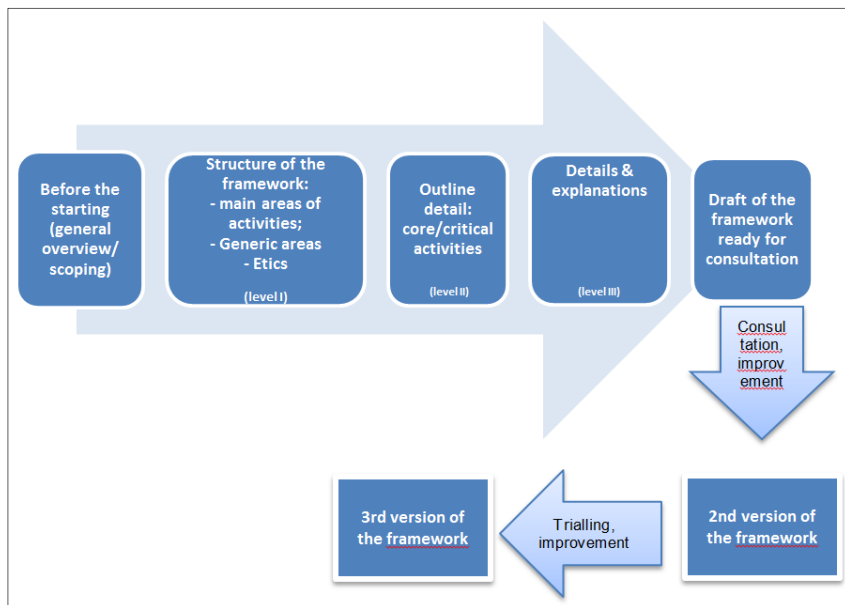 Before the
starting
(general
overview/
scoping)
Structure of the
framework:
- main areas of
activities;
- Generic areas
- Etics
(level I)
Outline
detail:
core/critical
activities
(level II)
Details &
explanations
(level III)
Draft of the
framework
ready for
consultation
Consul
tation,
improv
ement
2nd version of
the framework
Trialling,
improvement
3rd version of
the framework